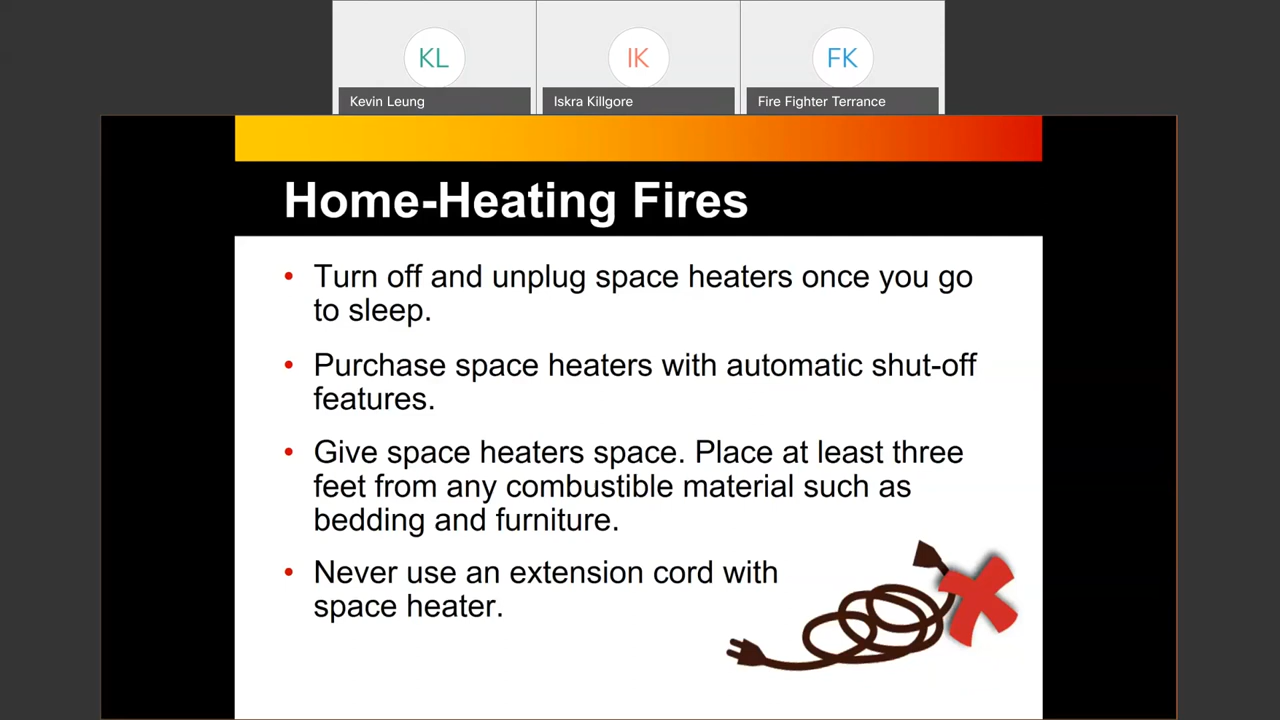 KL
IK
FK
Kevin Leung
Iskra Killgore
Fire Fighter Terrance
Home-Heating Fires
• Turn off and unplug space heaters once you go
to sleep.
• Purchase space heaters with automatic shut-off
features.
• Give space heaters space. Place at least three
feet from any combustible material such as
bedding and furniture.
• Never use an extension cord with
space heater.